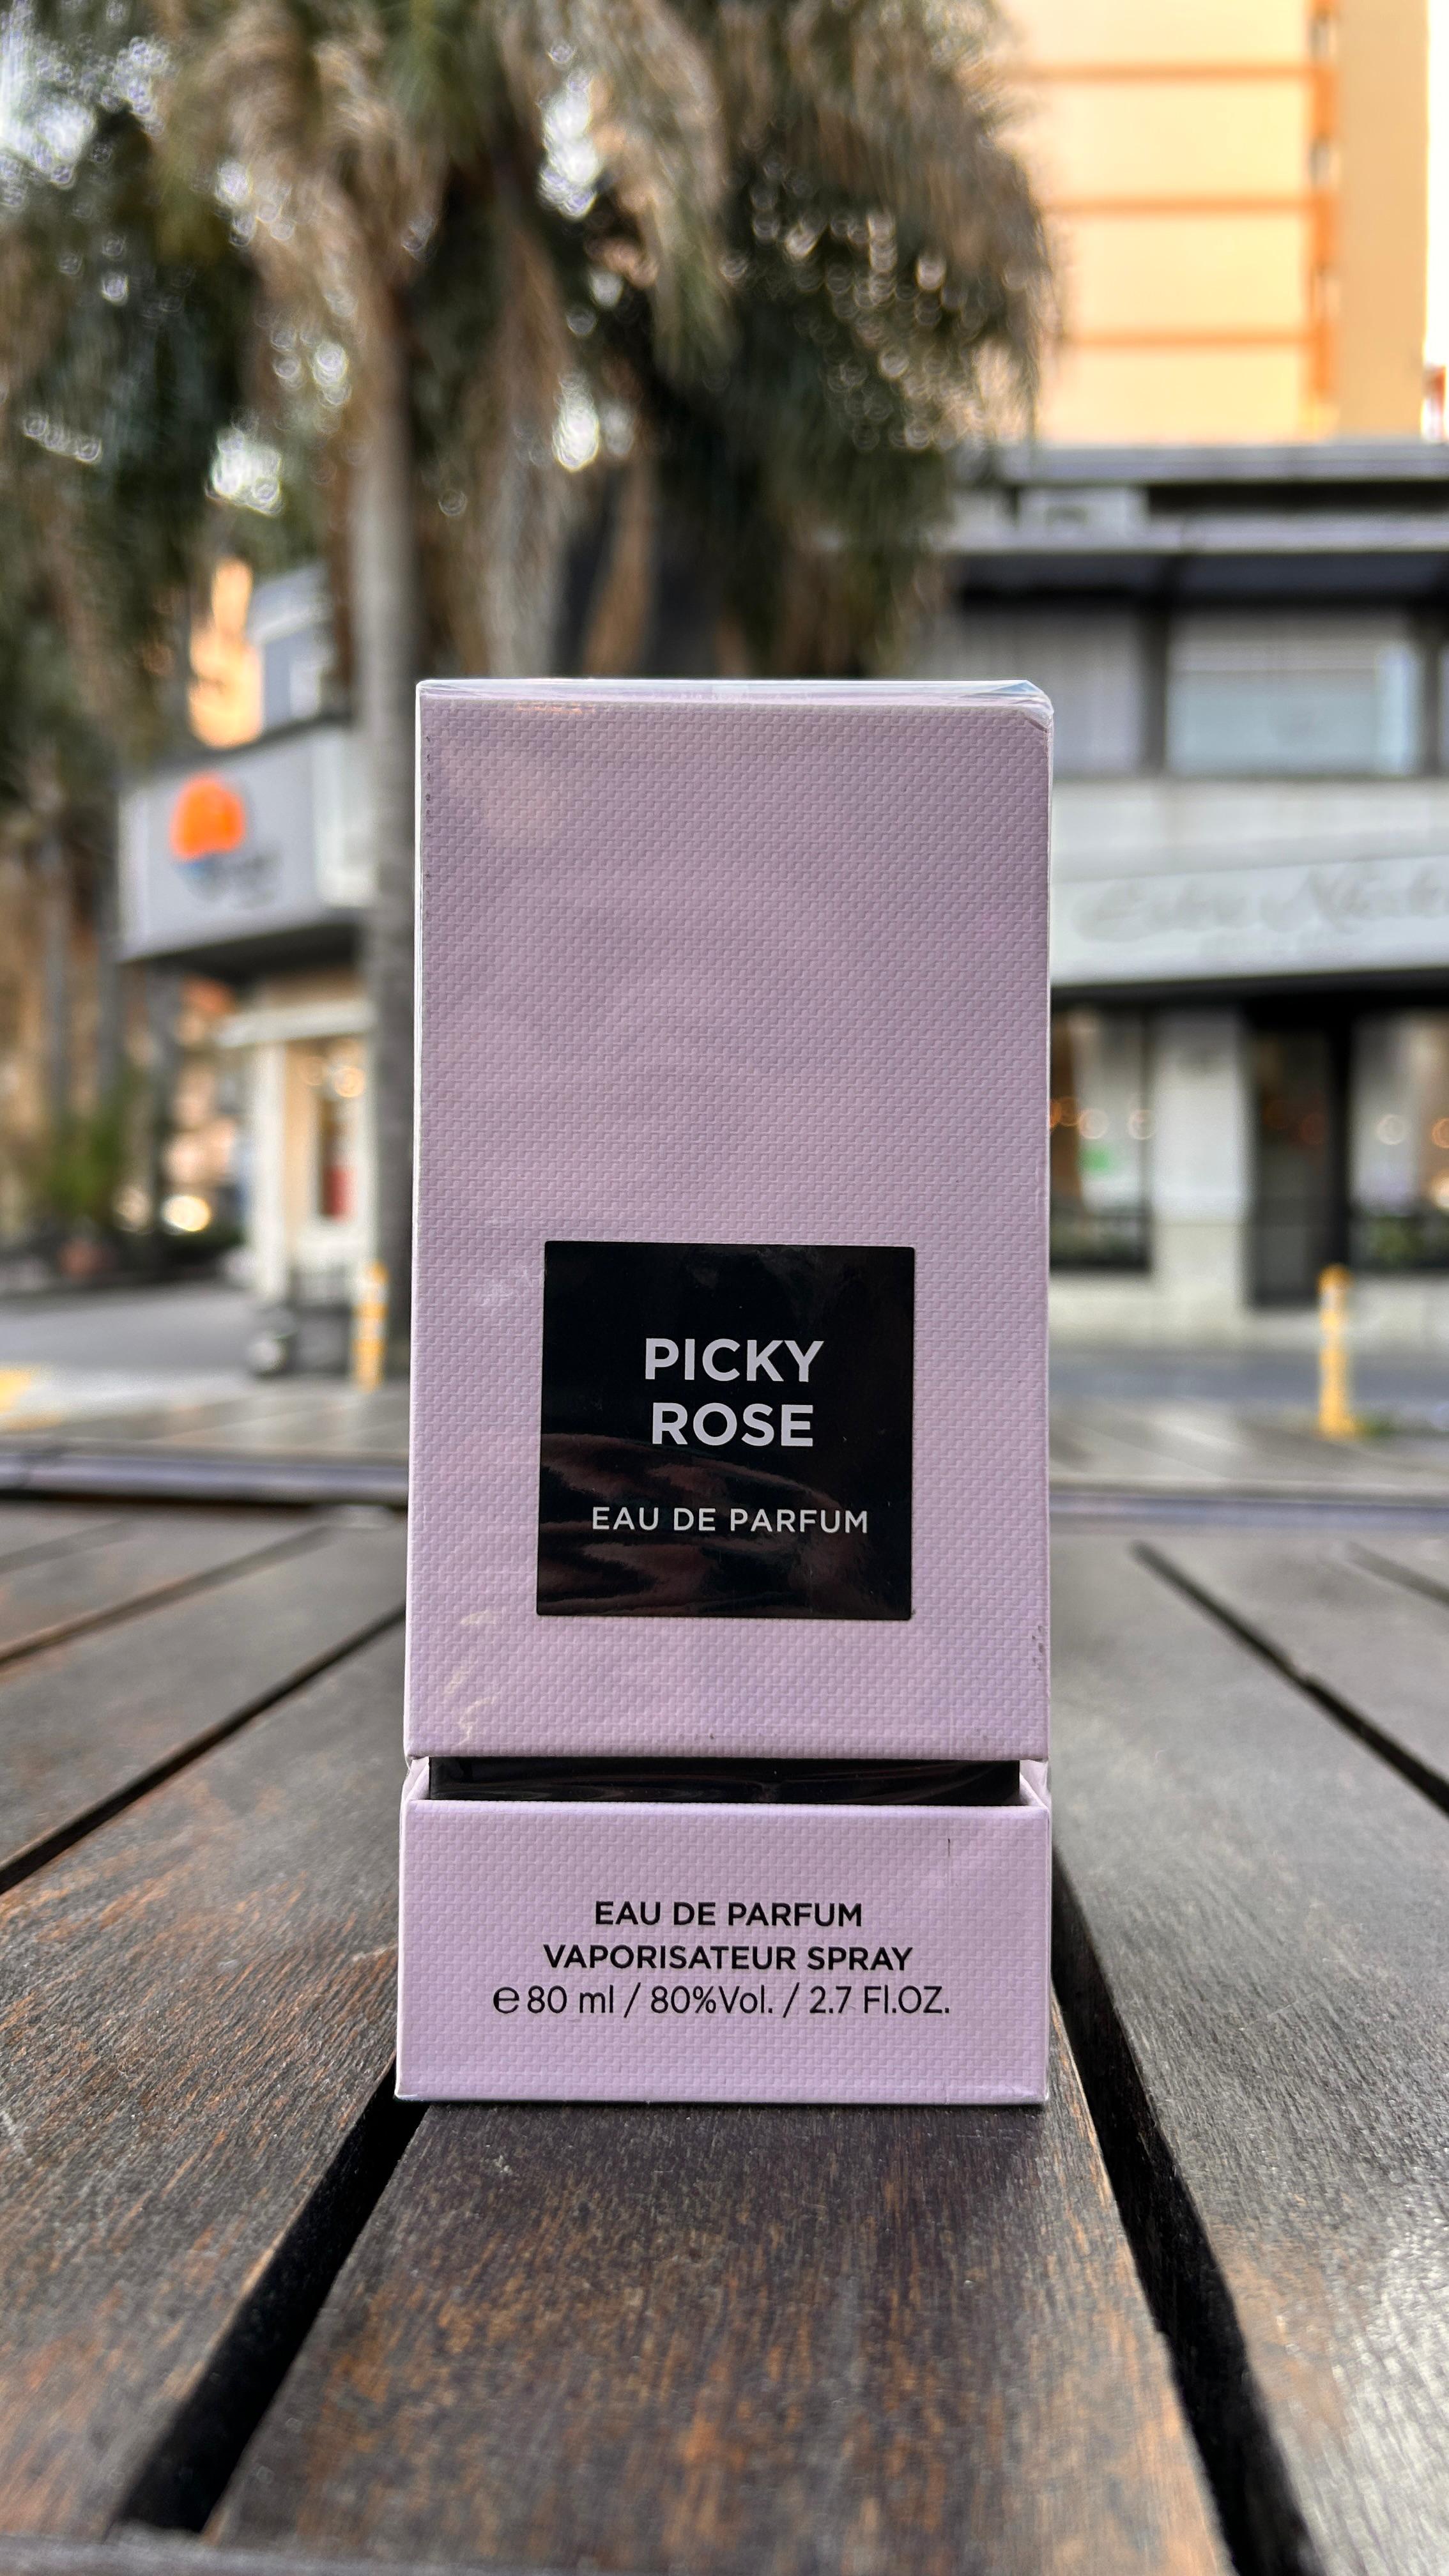 PICKY
ROSE
EAU DE PARFUM
EAU DE PARFUM
VAPORISATEUR SPRAY
℮ 80 ml / 80%Vol. / 2.7 Fl.OZ.